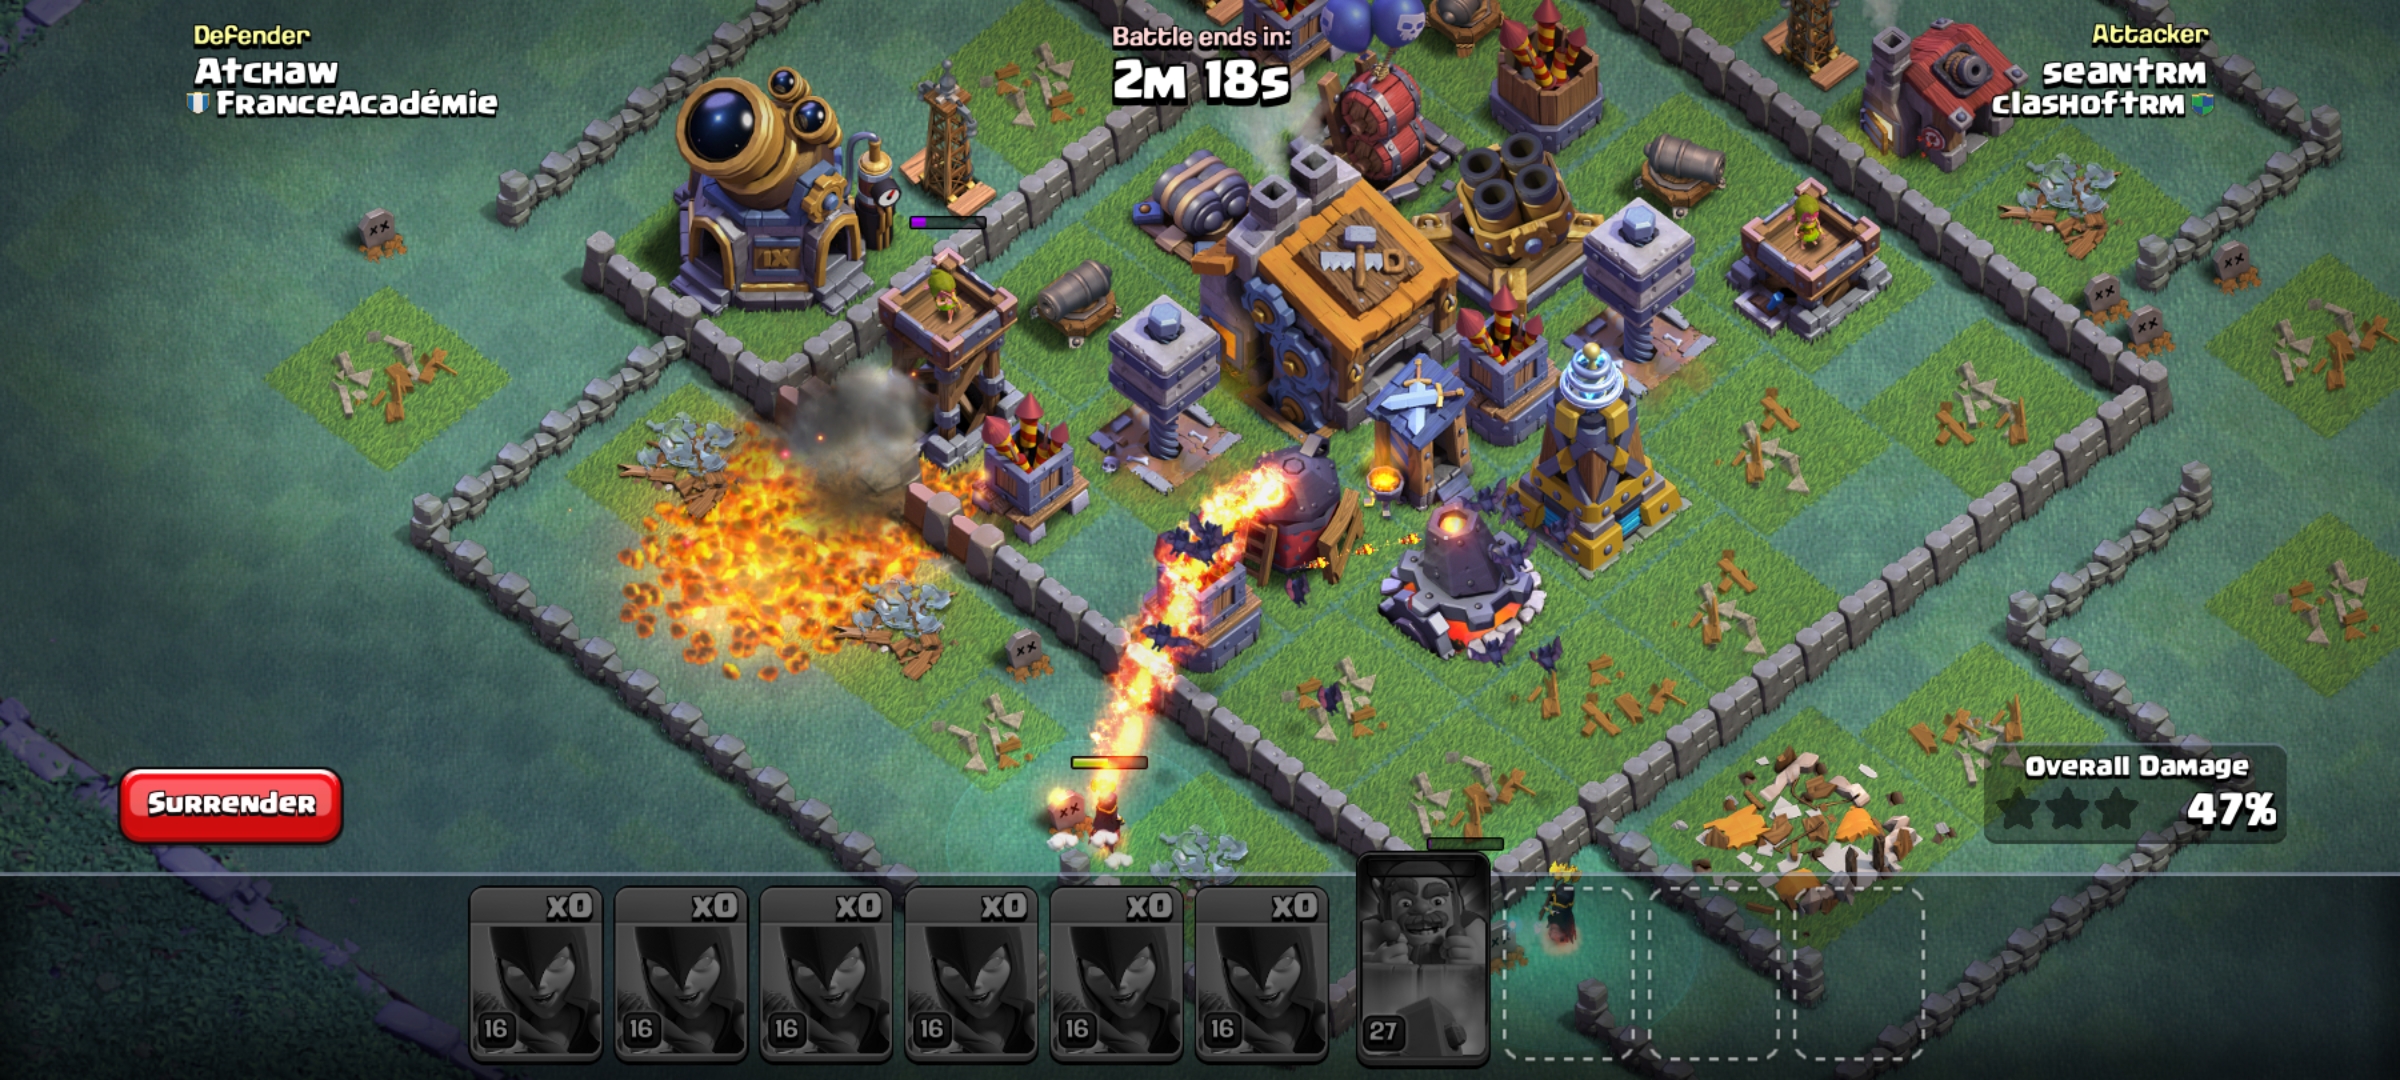 Defender
Atchaw
FranceAcadémie
Battle ends in:
2m 18s
Attacker
seantrm
clashoftrm
IX
Surrender
Overall Damage
47%
x0 x0 x0 x0 x0 x0
16 16 16 16 16 16 27